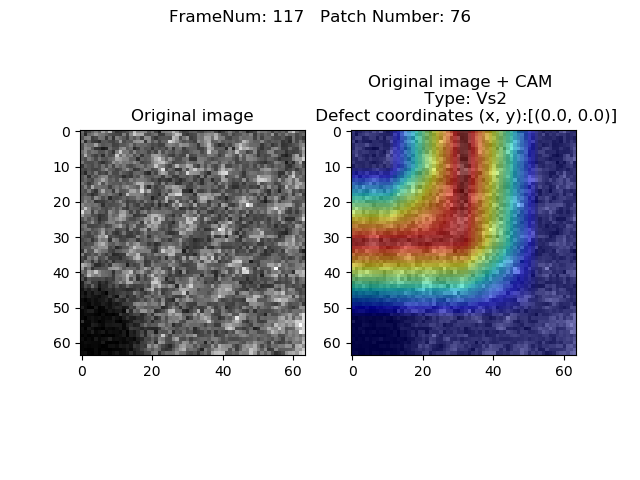 FrameNum: 117   Patch Number: 76
Original image
Original image + CAM
Type: Vs2
Defect coordinates (x, y):[(0.0, 0.0)]
0
10
20
30
40
50
60
0 20 40 60
0
10
20
30
40
50
60
0 20 40 60